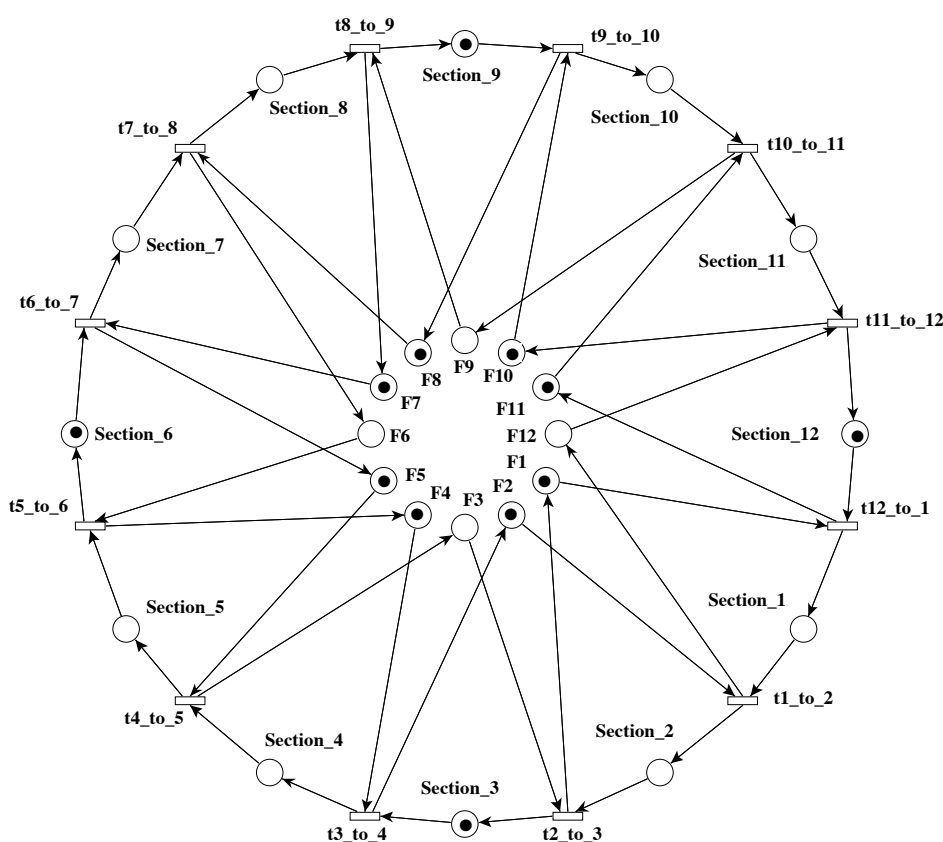 t8_to_9
t9_to_10
Section_9
Section_8
Section_10
t7_to_8
t10_to_11
Section_7
Section_11
t6_to_7
t11_to_12
F8
F9
F10
F7
F11
Section_6
F6
F12
Section_12
F5
F1
t5_to_6
F4
F3
F2
t12_to_1
Section_5
Section_1
t4_to_5
t1_to_2
Section_4
Section_2
Section_3
t3_to_4
t2_to_3